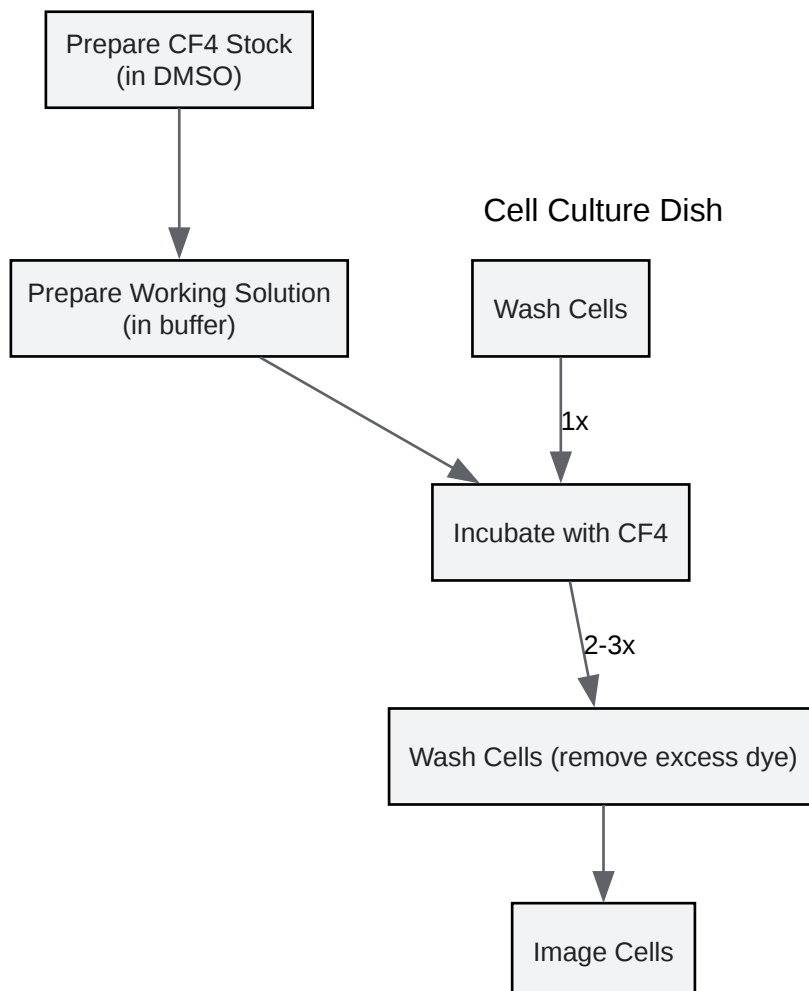 Prepare CF4 Stock
(in DMSO)
Cell Culture Dish
Prepare Working Solution
(in buffer)
Wash Cells
1x
Incubate with CF4
2-3x
Wash Cells (remove excess dye)
Image Cells